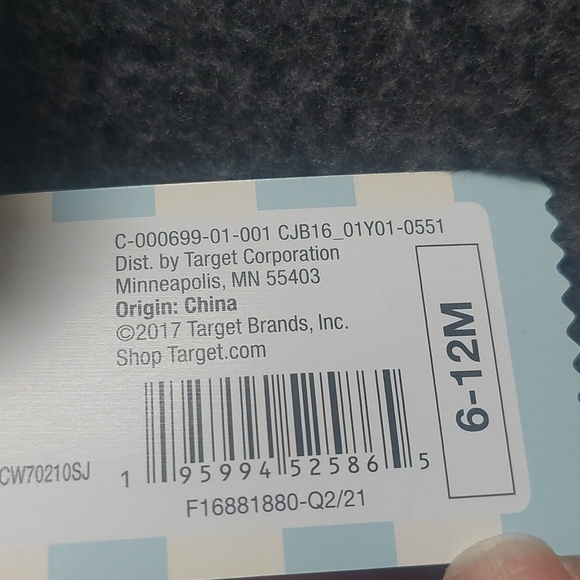 C-000699-01-001 CJB16_01Y01-0551
Dist. by Target Corporation
Minneapolis, MN 55403
Origin: China
©2017 Target Brands, Inc.
Shop Target.com
6-12M
CW70210SJ
1 95994 52586 5
F16881880-Q2/21